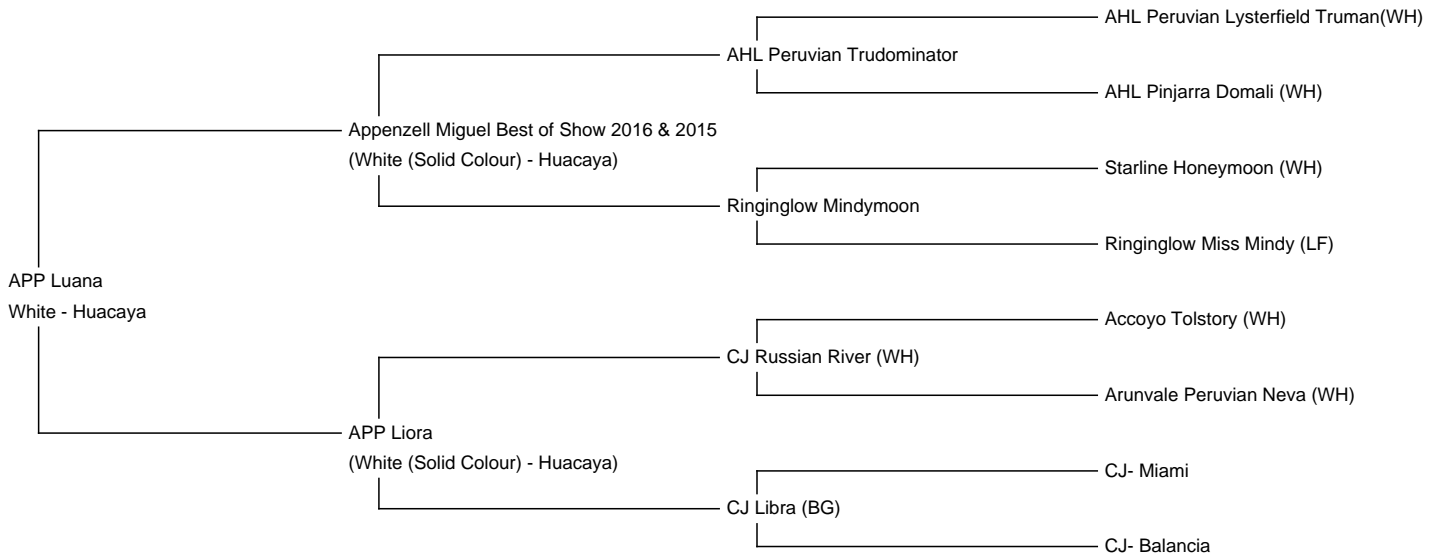 AHL Peruvian Lysterfield Truman(WH)
AHL Peruvian Trudominator
AHL Pinjarra Domali (WH)
Appenzell Miguel Best of Show 2016 & 2015
(White (Solid Colour) - Huacaya)
Starline Honeymoon (WH)
Ringinglow Mindymoon
Ringinglow Miss Mindy (LF)
APP Luana
White - Huacaya
Accoyo Tolstory (WH)
CJ Russian River (WH)
Arunvale Peruvian Neva (WH)
APP Liora
(White (Solid Colour) - Huacaya)
CJ- Miami
CJ Libra (BG)
CJ- Balancia